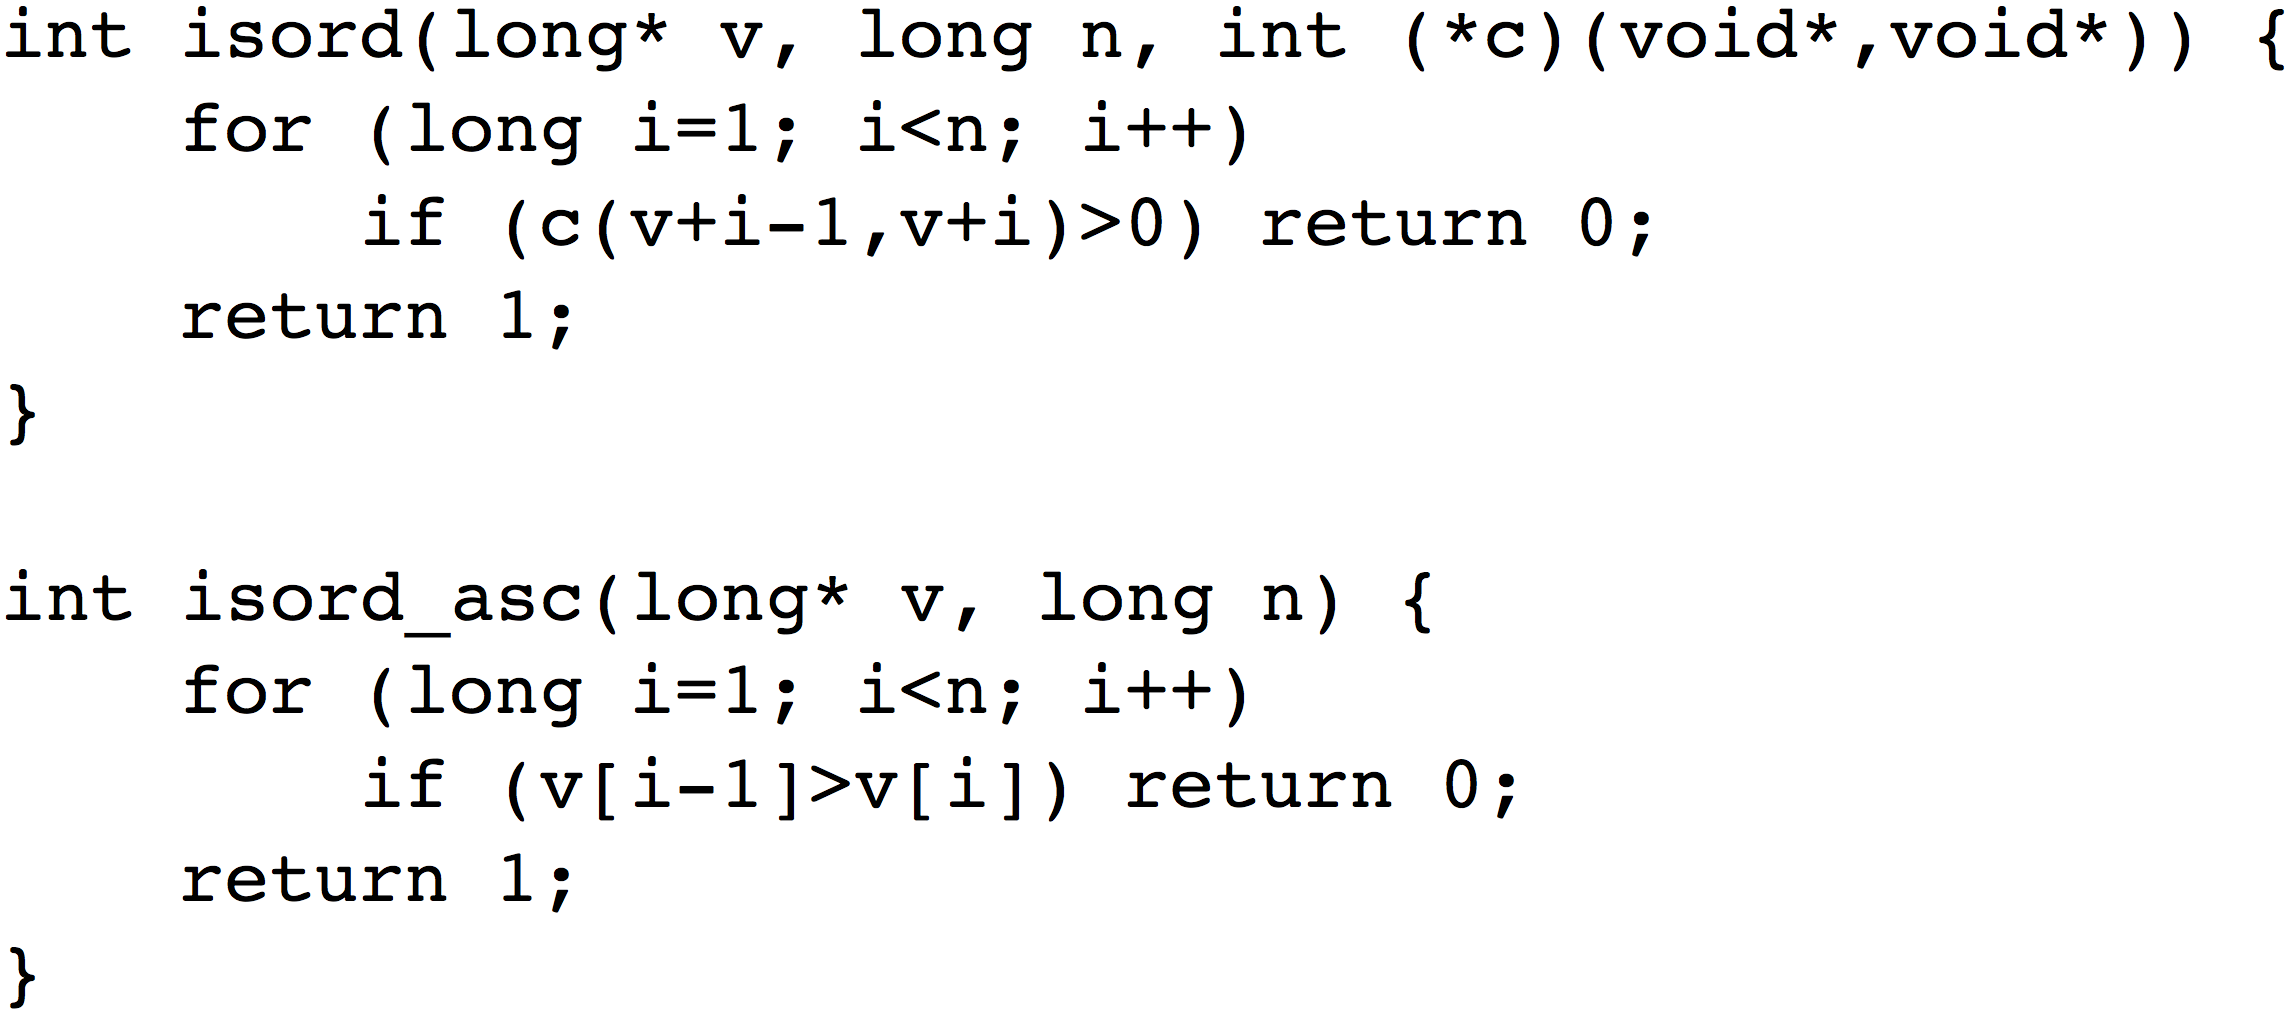 int isord(long* v, long n, int (*c)(void*,void*)) {
    for (long i=1; i<n; i++)
        if (c(v+i-1,v+i)>0) return 0;
    return 1;
}

int isord_asc(long* v, long n) {
    for (long i=1; i<n; i++)
        if (v[i-1]>v[i]) return 0;
    return 1;
}